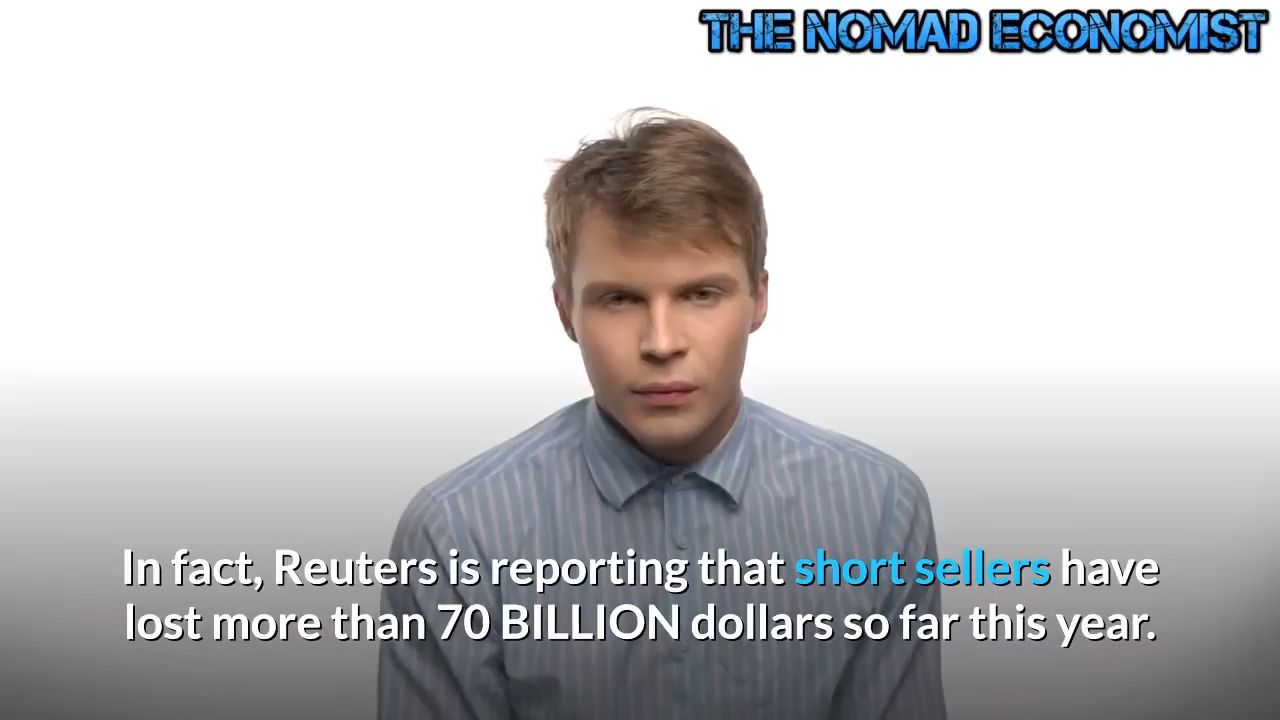 THE NOMAD ECONOMIST
In fact, Reuters is reporting that short sellers have
lost more than 70 BILLION dollars so far this year.